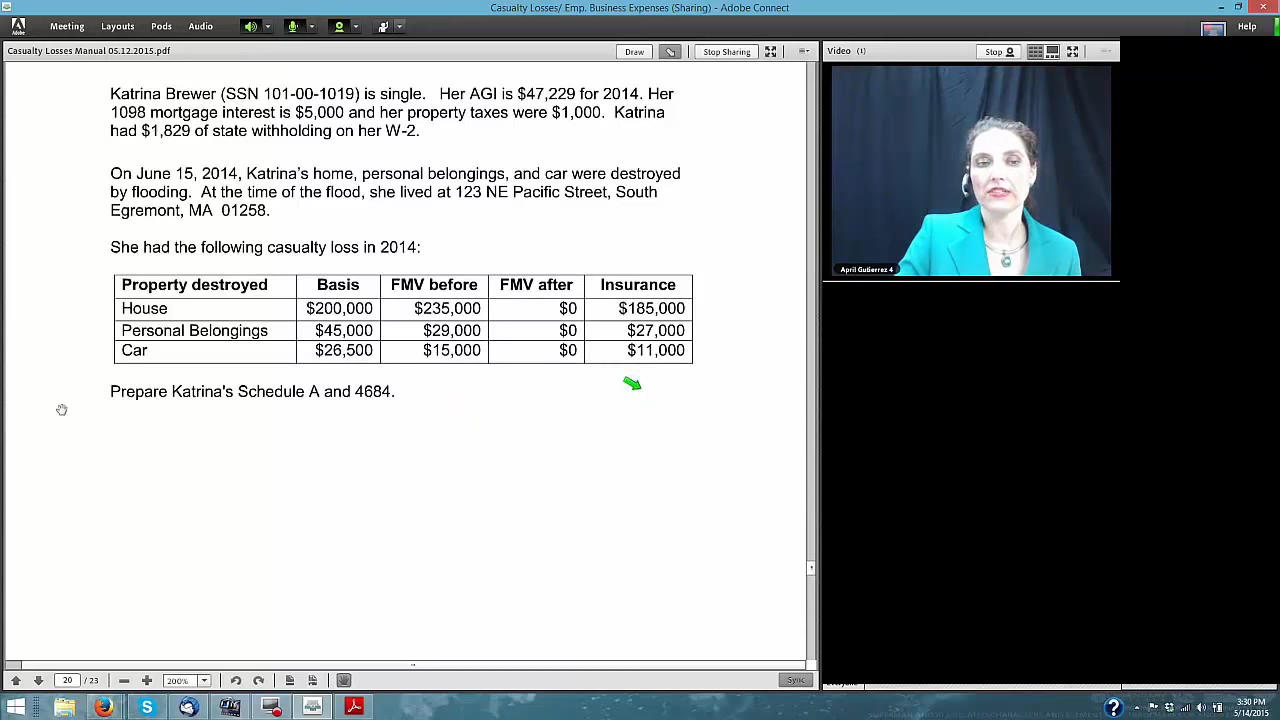 Casualty Losses/ Emp. Business Expenses (Sharing) - Adobe Connect
Adobe
Meeting Layouts Pods Audio Help
Casualty Losses Manual 05.12.2015.pdf
Draw
Stop Sharing
Video (1)
Stop
Katrina Brewer (SSN 101-00-1019) is single. Her AGI is $47,229 for 2014. Her
1098 mortgage interest is $5,000 and her property taxes were $1,000. Katrina
had $1,829 of state withholding on her W-2.
On June 15, 2014, Katrina's home, personal belongings, and car were destroyed
by flooding. At the time of the flood, she lived at 123 NE Pacific Street, South
Egremont, MA 01258.
She had the following casualty loss in 2014:
Property destroyed Basis FMV before FMV after Insurance
House $200,000 $235,000 $0 $185,000
Personal Belongings $45,000 $29,000 $0 $27,000
Car $26,500 $15,000 $0 $11,000
Prepare Katrina's Schedule A and 4684.
April Gutierrez 4
20 / 23
200%
Sync
3:30 PM
5/14/2015